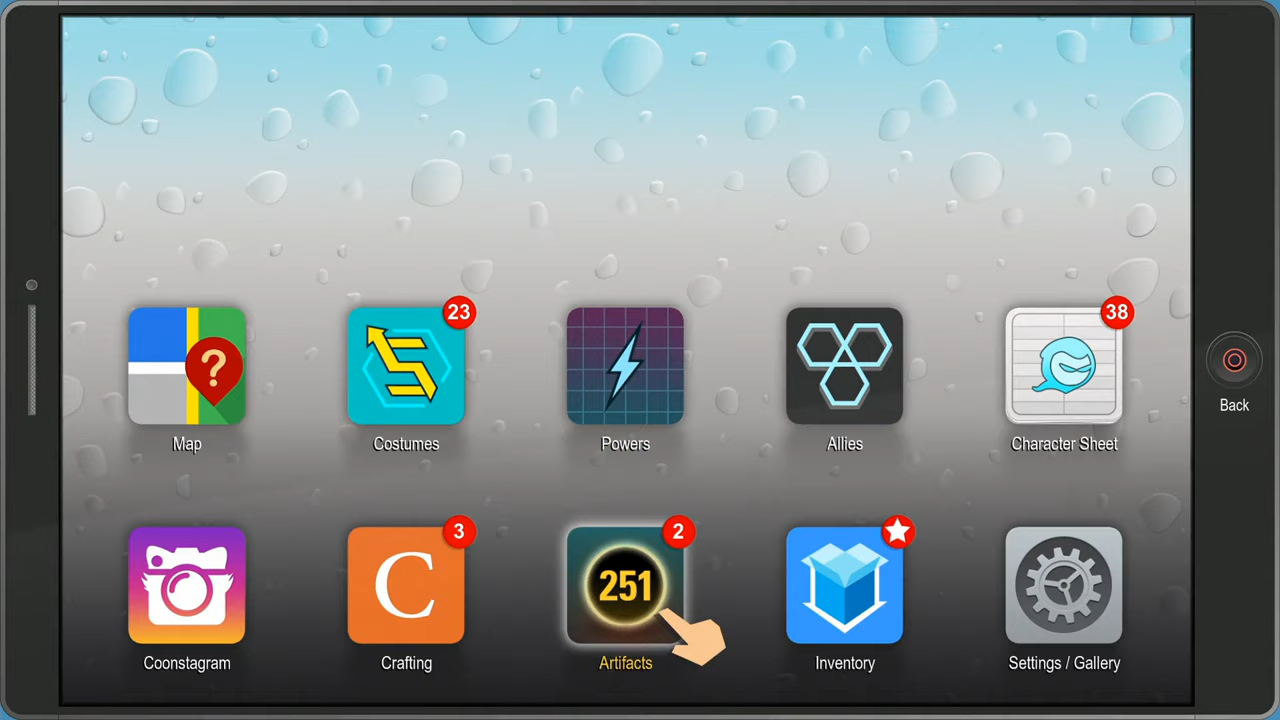 23
38
?
Map
Costumes
Powers
Allies
Character Sheet
Back
3
2
C
251
Coonstagram
Crafting
Artifacts
Inventory
Settings / Gallery